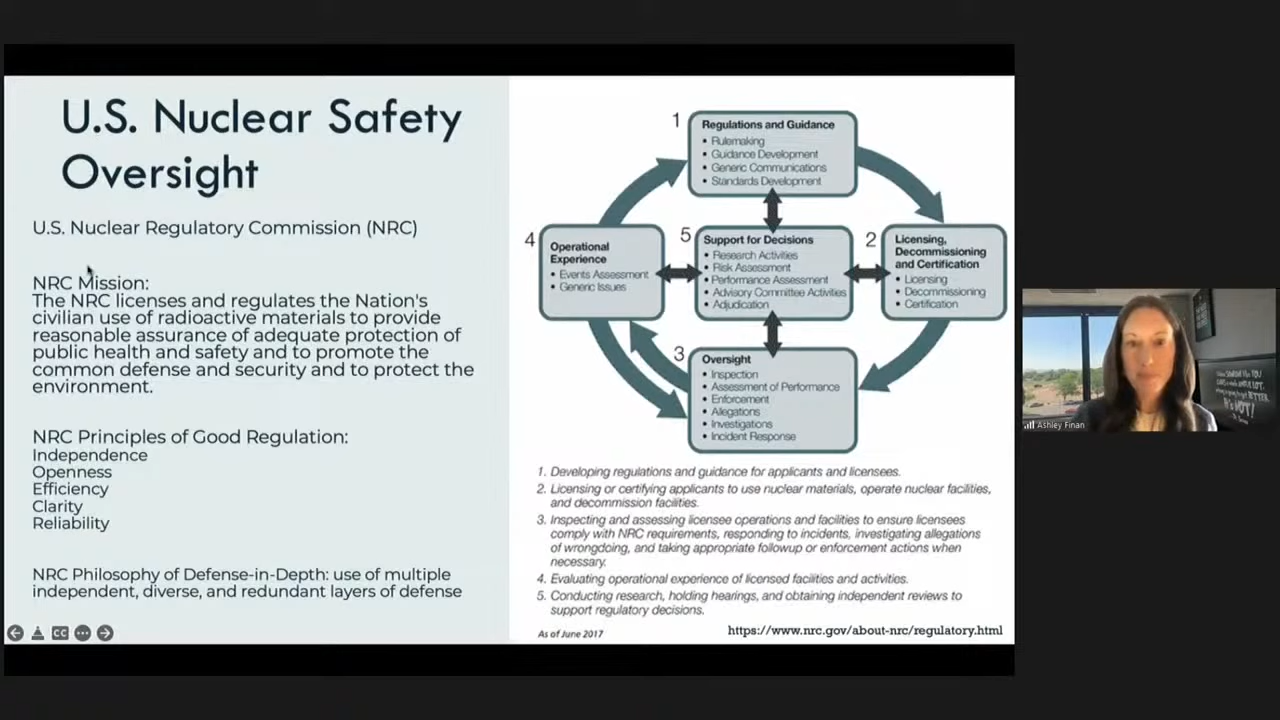 U.S. Nuclear Safety
Oversight
U.S. Nuclear Regulatory Commission (NRC)
NRC Mission:
The NRC licenses and regulates the Nation's
civilian use of radioactive materials to provide
reasonable assurance of adequate protection of
public health and safety and to promote the
common defense and security and to protect the
environment.
NRC Principles of Good Regulation:
Independence
Openness
Efficiency
Clarity
Reliability
NRC Philosophy of Defense-in-Depth: use of multiple
independent, diverse, and redundant layers of defense
CC
1
Regulations and Guidance
• Rulemaking
• Guidance Development
• Generic Communications
• Standards Development
4
Operational
Experience
• Events Assessment
• Generic Issues
5
Support for Decisions
• Research Activities
• Risk Assessment
• Performance Assessment
• Advisory Committee Activities
• Adjudication
2
Licensing,
Decommissioning
and Certification
• Licensing
• Decommissioning
• Certification
3
Oversight
• Inspection
• Assessment of Performance
• Enforcement
• Allegations
• Investigations
• Incident Response
1. Developing regulations and guidance for applicants and licensees.
2. Licensing or certifying applicants to use nuclear materials, operate nuclear facilities,
and decommission facilities.
3. Inspecting and assessing licensee operations and facilities to ensure licensees
comply with NRC requirements, responding to incidents, investigating allegations
of wrongdoing, and taking appropriate followup or enforcement actions when
necessary.
4. Evaluating operational experience of licensed facilities and activities.
5. Conducting research, holding hearings, and obtaining independent reviews to
support regulatory decisions.
As of June 2017
https://www.nrc.gov/about-nrc/regulatory.html
Ashley Finan
BETTER.
IT'S NOT!